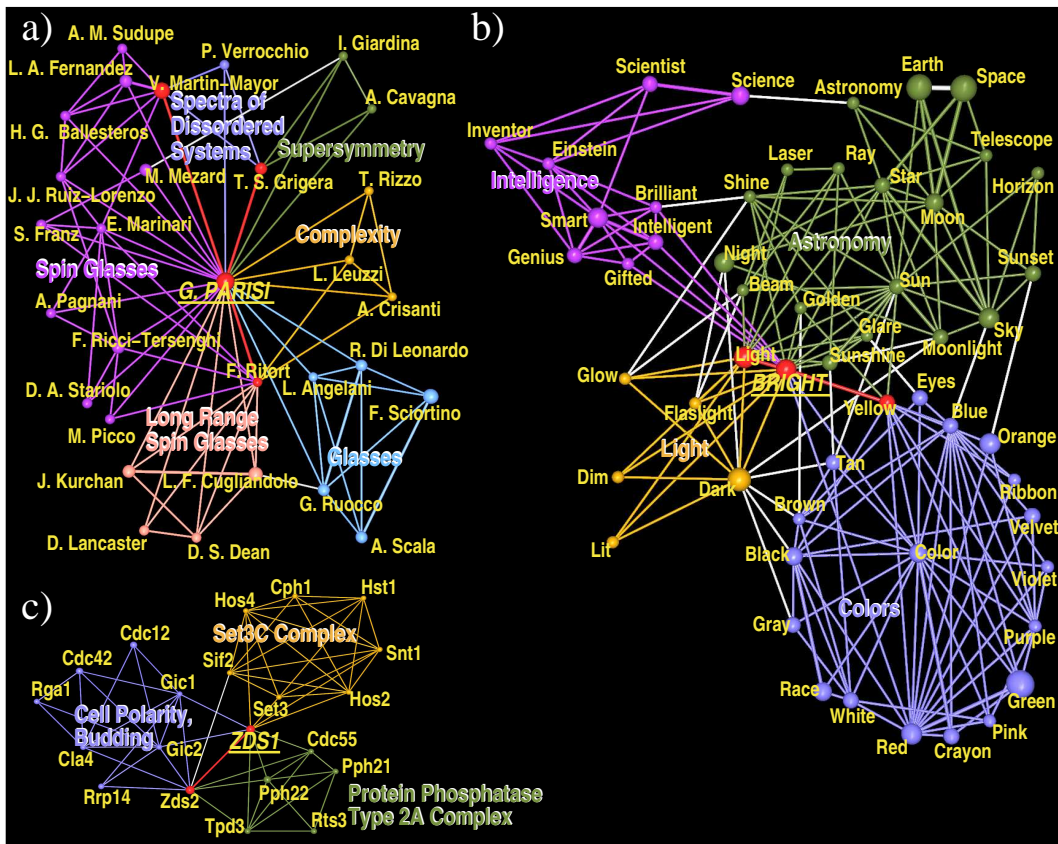 a)
A. M. Sudupe
P. Verrocchio
I. Giardina
L. A. Fernandez
V. Martin-Mayor
A. Cavagna
Spectra of
Dissordered
Systems
H. G. Ballesteros
Supersymmetry
M. Mezard
T. S. Grigera
T. Rizzo
J. J. Ruiz-Lorenzo
E. Marinari
S. Franz
Complexity
Spin Glasses
L. Leuzzi
G. PARISI
A. Pagnani
A. Crisanti
F. Ricci-Tersenghi
R. Di Leonardo
F. Ritort
L. Angelani
D. A. Stariolo
F. Sciortino
M. Picco
Long Range
Spin Glasses
Glasses
J. Kurchan
L. F. Cugliandolo
G. Ruocco
D. Lancaster
D. S. Dean
A. Scala
b)
Scientist
Science
Earth
Space
Astronomy
Inventor
Einstein
Telescope
Laser
Ray
Intelligence
Brilliant
Shine
Star
Horizon
Smart
Intelligent
Moon
Astronomy
Genius
Gifted
Night
Sunset
Beam
Sun
Golden
Glare
Sky
Light
Sunshine
Moonlight
Glow
BRIGHT
Eyes
Flaslight
Yellow
Blue
Orange
Light
Dim
Dark
Tan
Brown
Ribbon
Velvet
Lit
Black
Color
Violet
Colors
Gray
Purple
Race
White
Green
Red
Pink
Crayon
c)
Cph1
Hst1
Hos4
Set3C Complex
Cdc12
Sif2
Snt1
Cdc42
Gic1
Rga1
Hos2
Set3
Cell Polarity,
Budding
ZDS1
Gic2
Cdc55
Cla4
Pph21
Rrp14
Zds2
Pph22
Protein Phosphatase
Type 2A Complex
Tpd3
Rts3